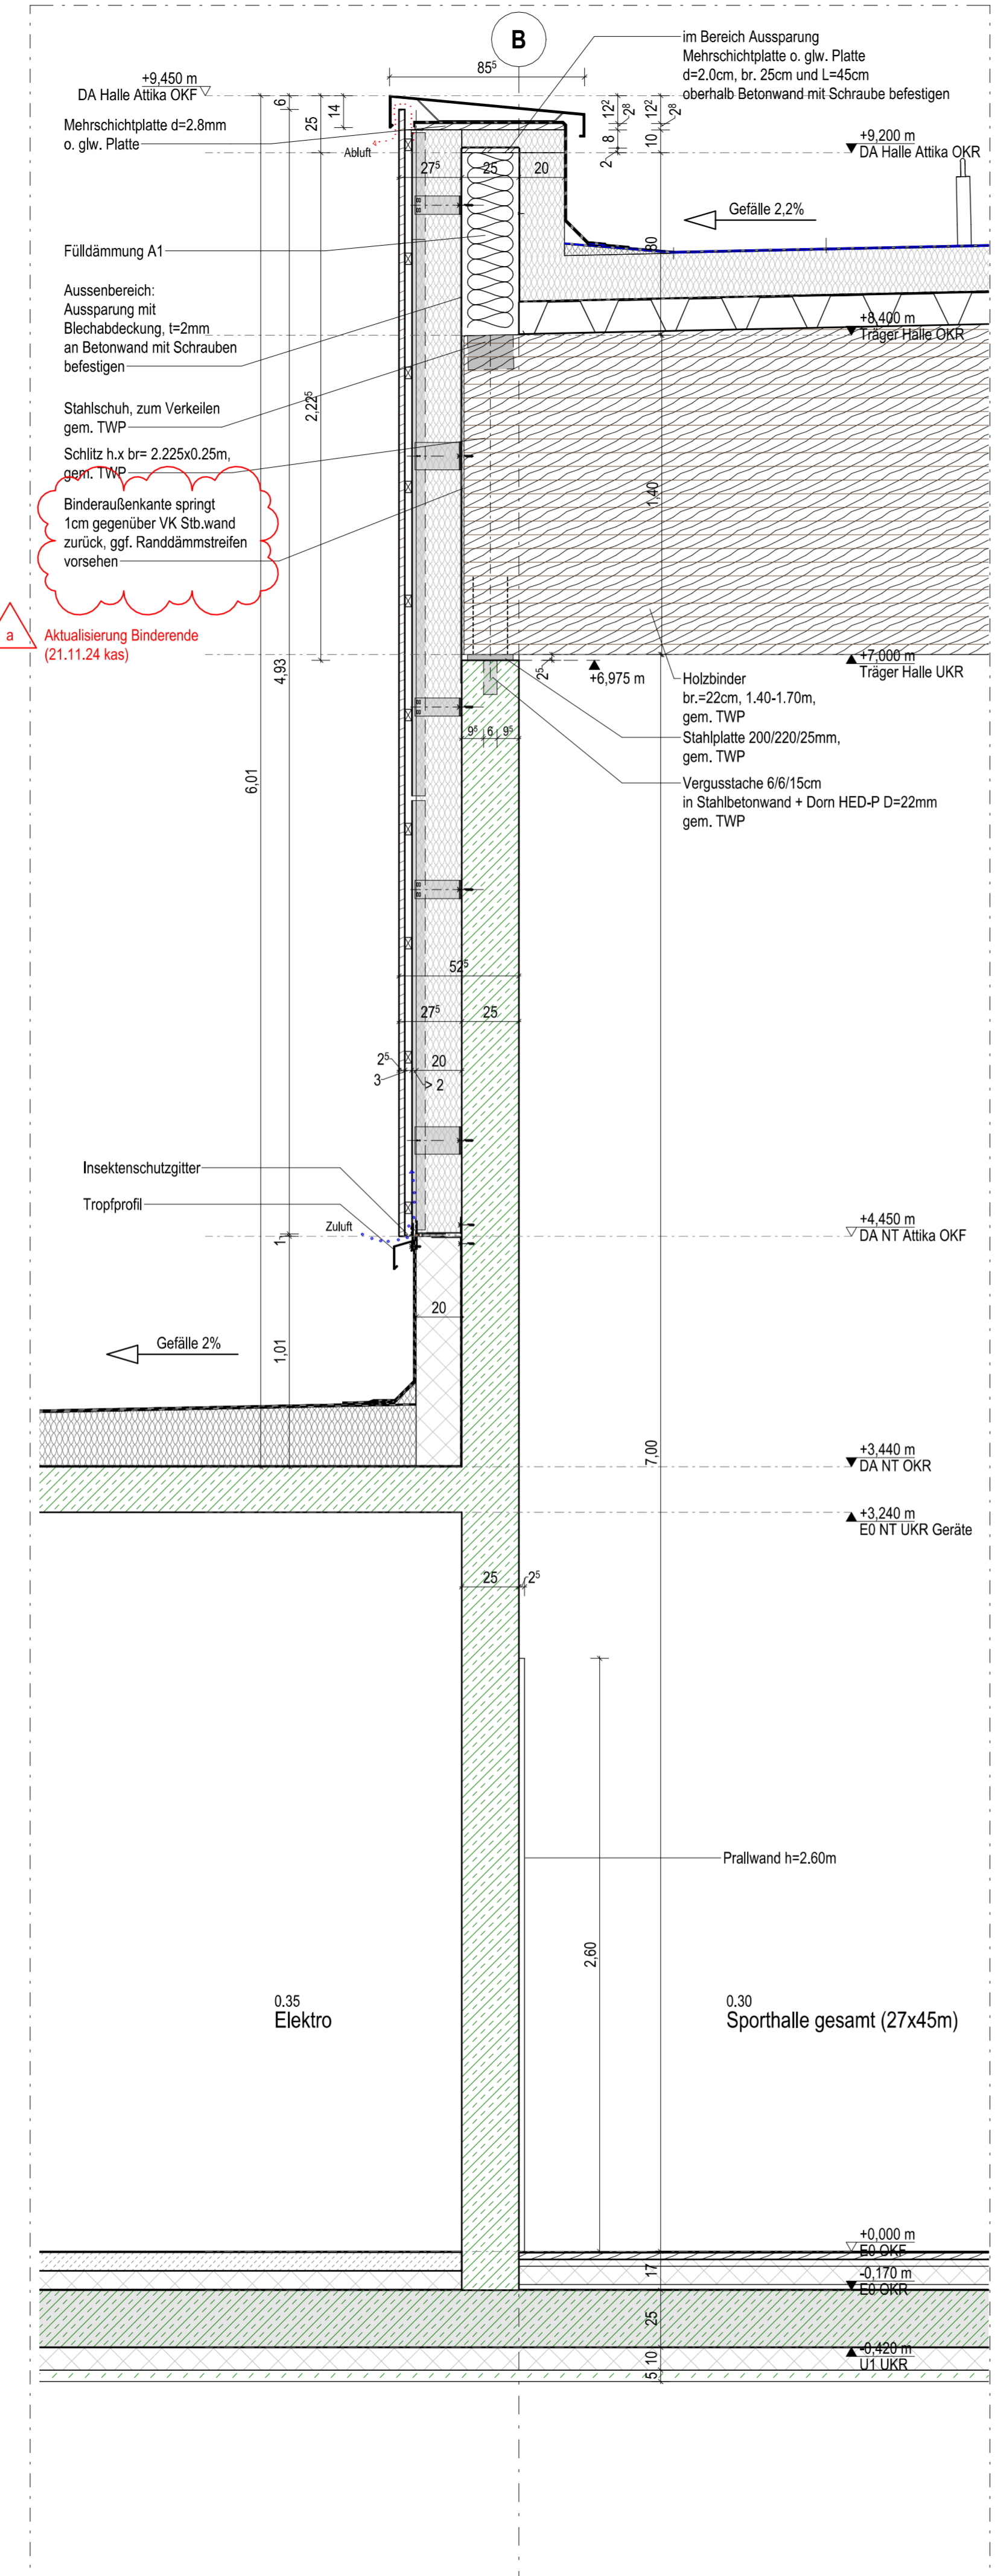 B
im Bereich Aussparung
Mehrschichtplatte o. glw. Platte
d=2.0cm, br. 25cm und L=45cm
oberhalb Betonwand mit Schraube befestigen
85⁵
+9,450 m
DA Halle Attika OKF
6
25
14
12²
2⁸
12²
2⁸
8
10
2
Mehrschichtplatte d=2.8mm
o. glw. Platte
Abluft
+9,200 m
DA Halle Attika OKR
27⁵
25
20
Gefälle 2,2%
80
Fülldämmung A1
Aussenbereich:
Aussparung mit
Blechabdeckung, t=2mm
an Betonwand mit Schrauben
befestigen
+8,400 m
Träger Halle OKR
2,22⁵
Stahlschuh, zum Verkeilen
gem. TWP
Schlitz h.x br= 2.225x0.25m,
gem. TWP
Binderaußenkante springt
1cm gegenüber VK Stb.wand
zurück, ggf. Randdämmstreifen
vorsehen
1,40
a
Aktualisierung Binderende
(21.11.24 kas)
4,93
6,01
+7,000 m
Träger Halle UKR
2⁵
+6,975 m
Holzbinder
br.=22cm, 1.40-1.70m,
gem. TWP
Stahlplatte 200/220/25mm,
gem. TWP
9⁵
6
9⁵
Vergusstache 6/6/15cm
in Stahlbetonwand + Dorn HED-P D=22mm
gem. TWP
52⁵
27⁵
25
2⁵
20
3
> 2
Insektenschutzgitter
Tropfprofil
Zuluft
+4,450 m
DA NT Attika OKF
1
20
Gefälle 2%
1,01
7,00
+3,440 m
DA NT OKR
+3,240 m
E0 NT UKR Geräte
25
2⁵
Prallwand h=2.60m
2,60
0.35
Elektro
0.30
Sporthalle gesamt (27x45m)
+0,000 m
E0 OKF
17
-0,170 m
E0 OKR
25
-0,420 m
U1 UKR
10
5